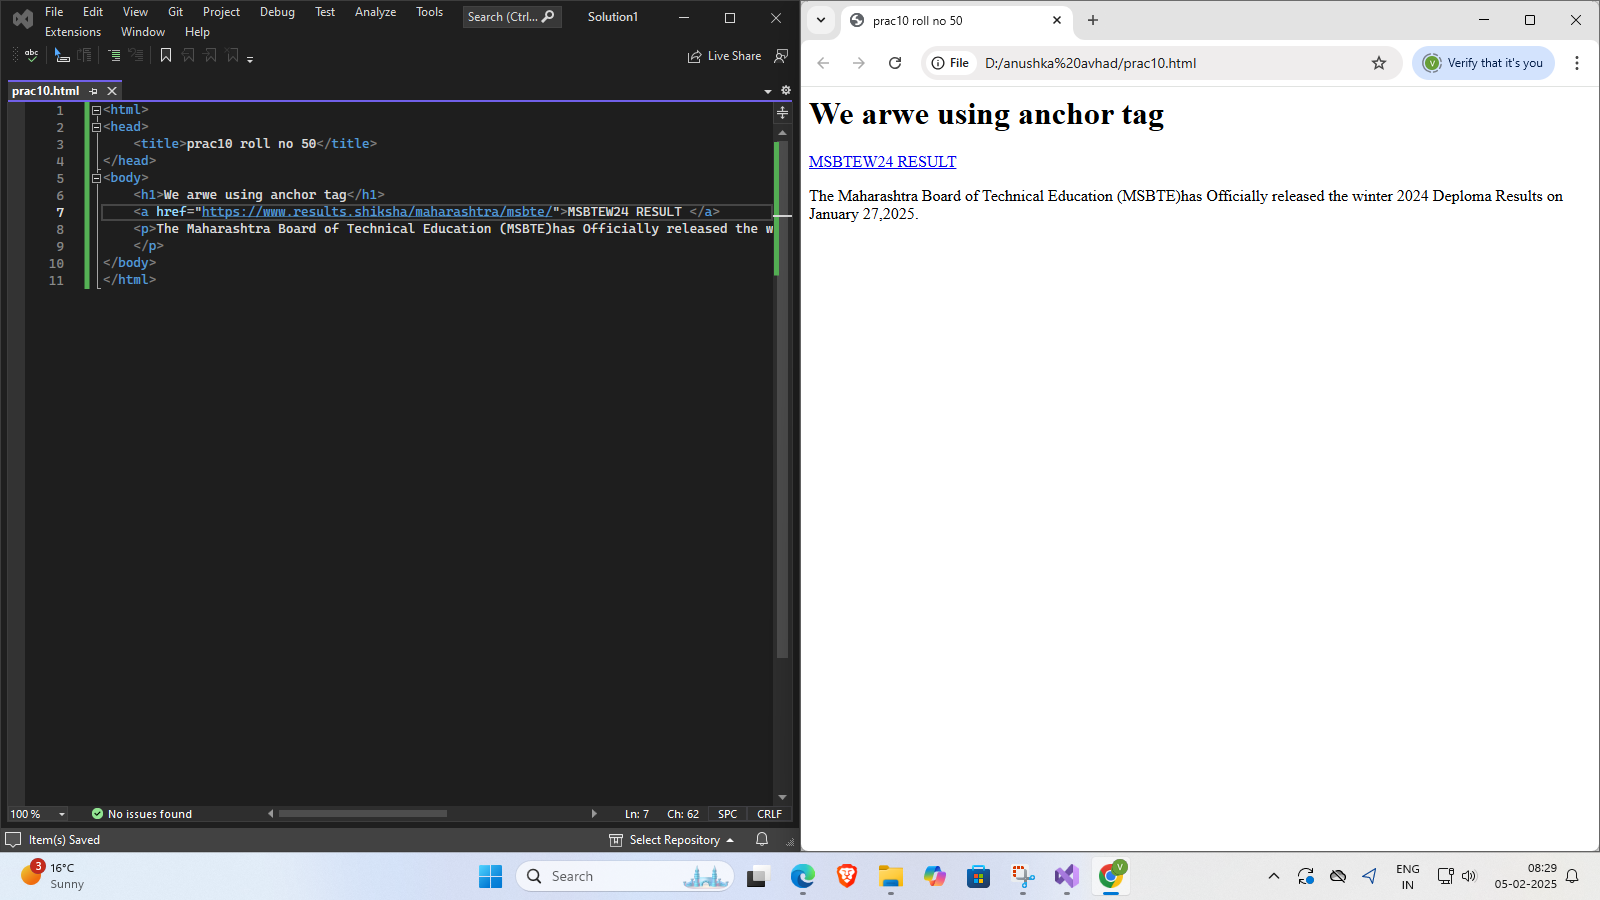 File Edit View Git Project Debug Test Analyze Tools Search (Ctrl... Solution1
Extensions Window Help
abc
Live Share
prac10.html
1 <html>
2 <head>
3 <title>prac10 roll no 50</title>
4 </head>
5 <body>
6 <h1>We arwe using anchor tag</h1>
7 <a href="https://www.results.shiksha/maharashtra/msbte/">MSBTEW24 RESULT </a>
8 <p>The Maharashtra Board of Technical Education (MSBTE)has Officially released the w
9 </p>
10 </body>
11 </html>
100 % No issues found Ln: 7 Ch: 62 SPC CRLF
Item(s) Saved Select Repository
prac10 roll no 50
File D:/anushka%20avhad/prac10.html V Verify that it's you
We arwe using anchor tag
MSBTEW24 RESULT
The Maharashtra Board of Technical Education (MSBTE)has Officially released the winter 2024 Deploma Results on
January 27,2025.
3 16°C
Sunny
Search
V
ENG
IN
08:29
05-02-2025